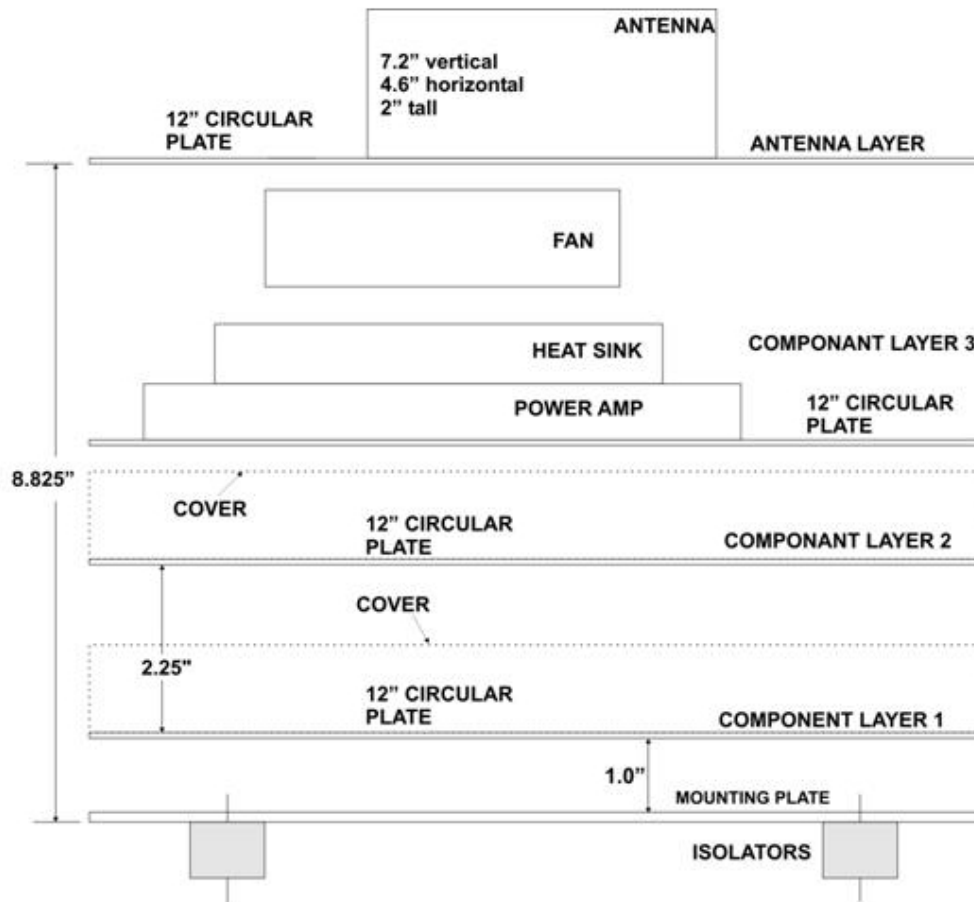 ANTENNA
7.2” vertical
4.6” horizontal
2” tall
12” CIRCULAR
PLATE
ANTENNA LAYER
FAN
HEAT SINK
COMPONANT LAYER 3
POWER AMP
12” CIRCULAR
PLATE
8.825”
COVER
12” CIRCULAR
PLATE
COMPONANT LAYER 2
COVER
2.25"
12” CIRCULAR
PLATE
COMPONENT LAYER 1
1.0”
MOUNTING PLATE
ISOLATORS